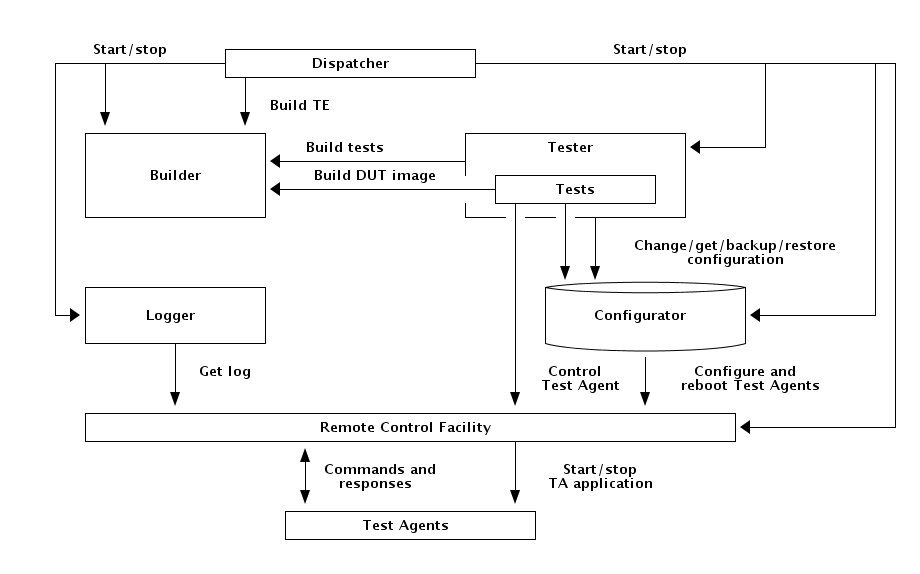 Start/stop
Start/stop
Dispatcher
Build TE
Build tests
Tester
Builder
Build DUT image
Tests
Change/get/backup/restore
configuration
Logger
Configurator
Get log
Control
Test Agent
Configure and
reboot Test Agents
Remote Control Facility
Commands and
responses
Start/stop
TA application
Test Agents